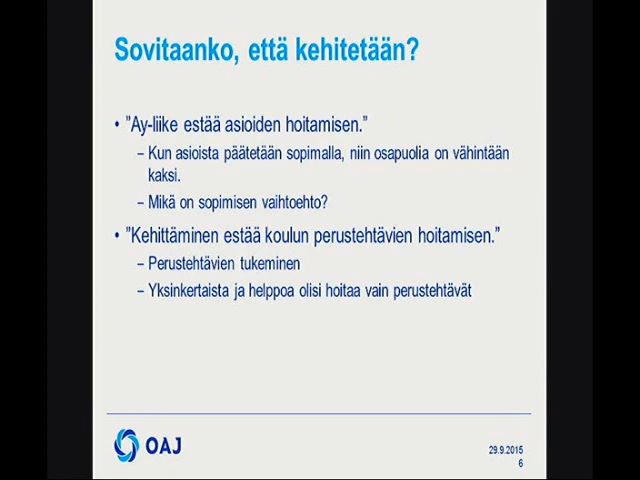 Sovitaanko, että kehitetään?
• ”Ay-liike estää asioiden hoitamisen.”
– Kun asioista päätetään sopimalla, niin osapuolia on vähintään
kaksi.
– Mikä on sopimisen vaihtoehto?
• ”Kehittäminen estää koulun perustehtävien hoitamisen.”
– Perustehtävien tukeminen
– Yksinkertaista ja helppoa olisi hoitaa vain perustehtävät
OAJ
29.9.2015
6